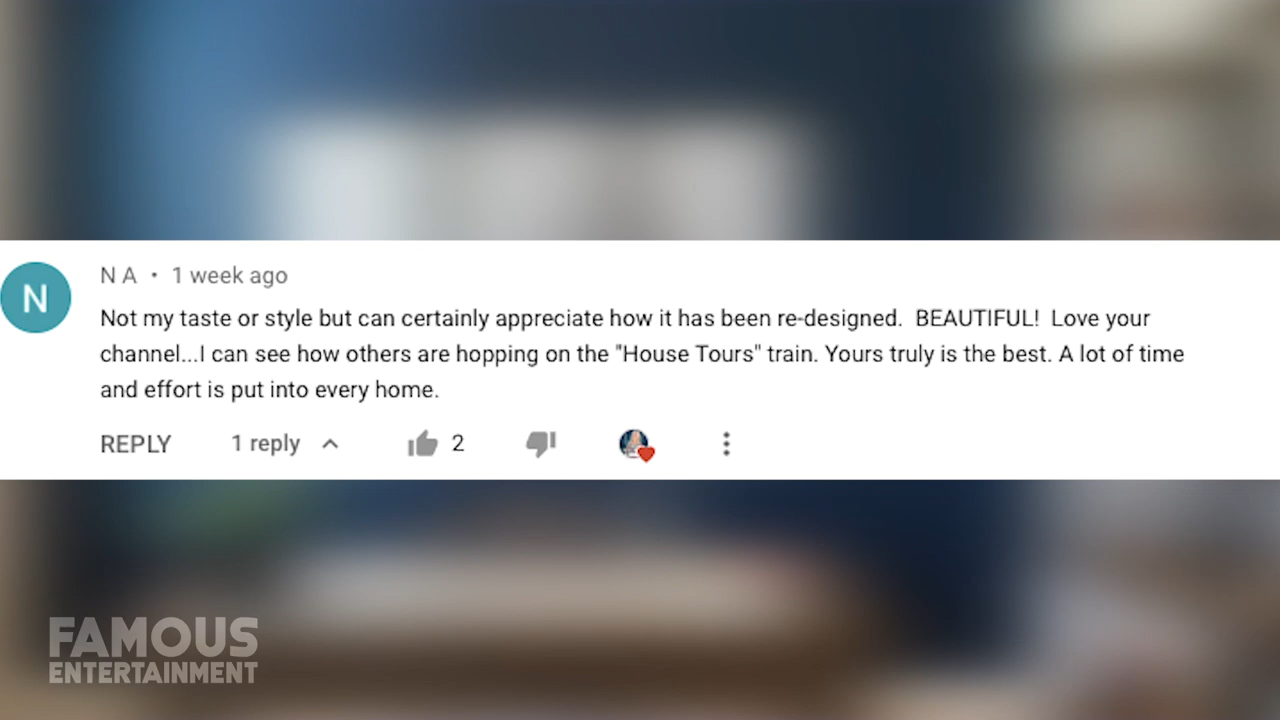 N
N A • 1 week ago
Not my taste or style but can certainly appreciate how it has been re-designed.  BEAUTIFUL!  Love your
channel...I can see how others are hopping on the "House Tours" train. Yours truly is the best. A lot of time
and effort is put into every home.
REPLY 1 reply 2
FAMOUS
ENTERTAINMENT